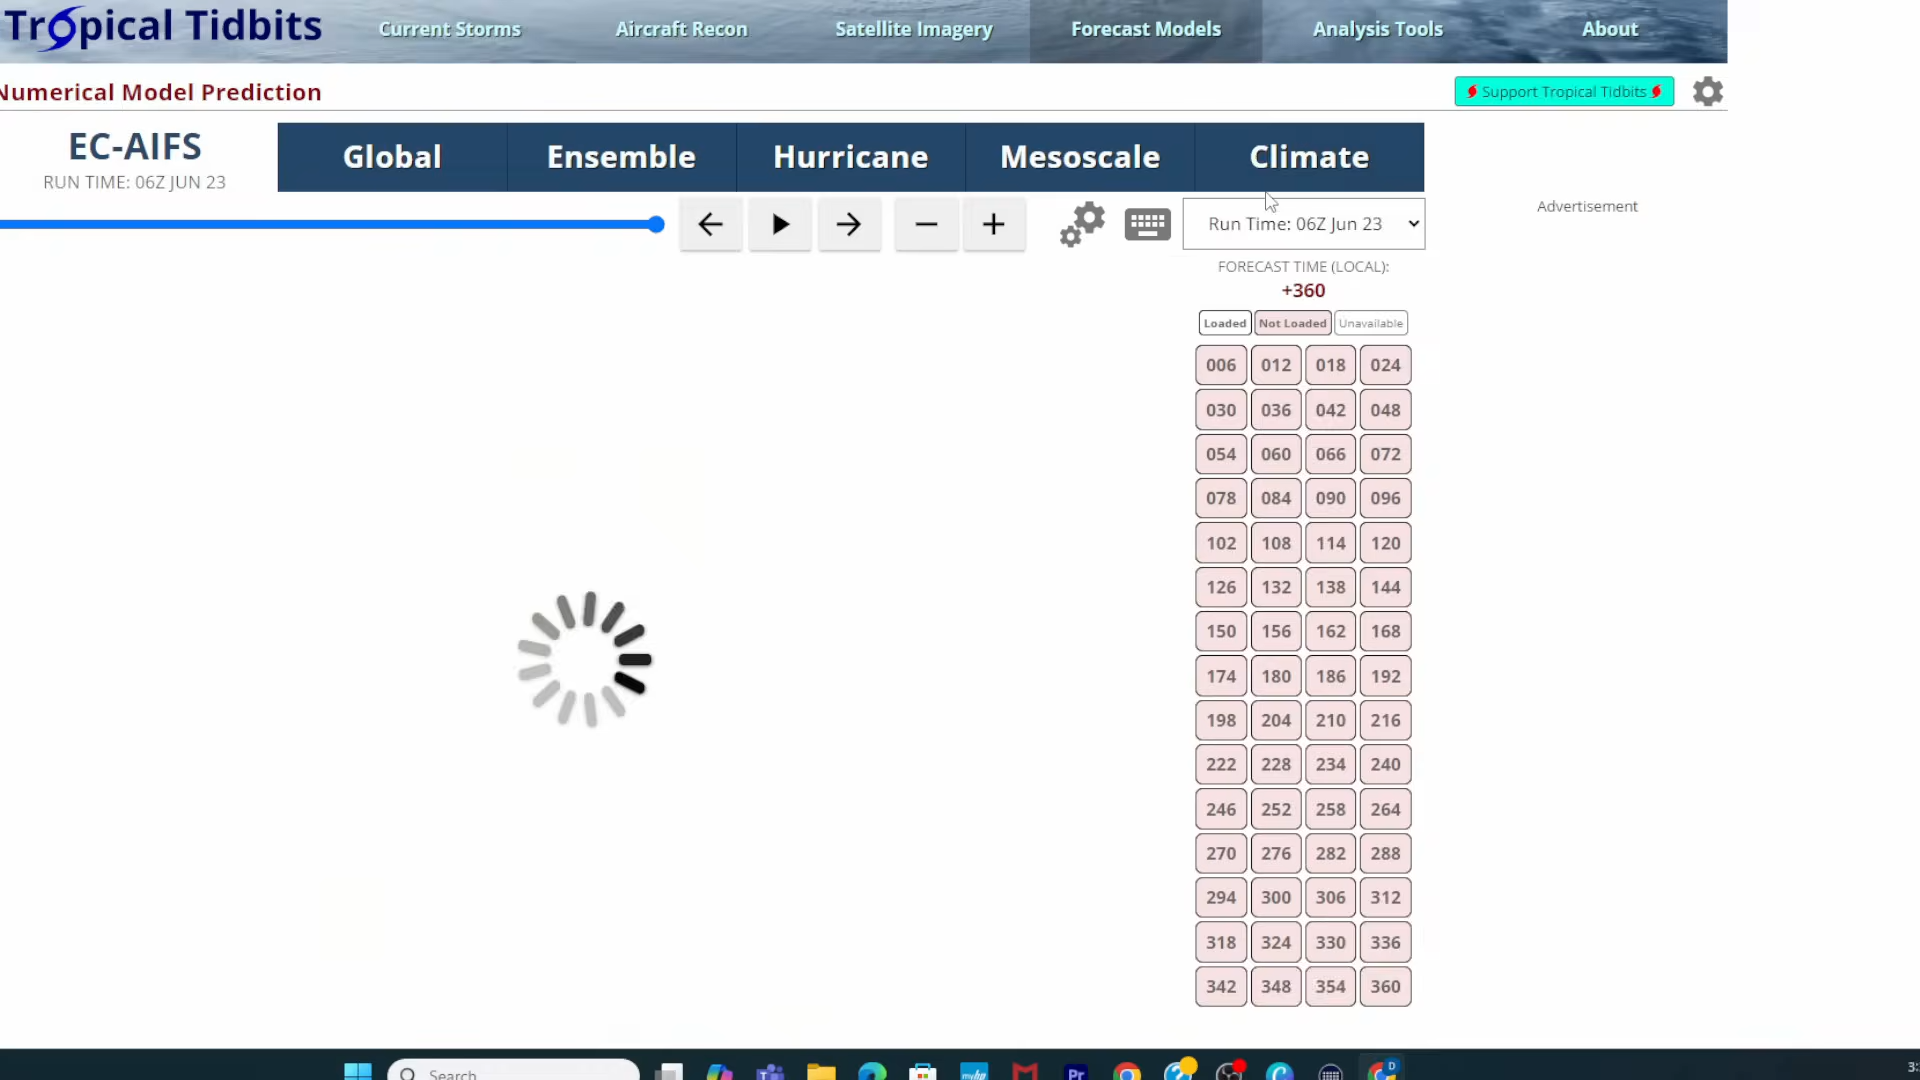 Tropical Tidbits
Current Storms
Aircraft Recon
Satellite Imagery
Forecast Models
Analysis Tools
About
Numerical Model Prediction
Support Tropical Tidbits
EC-AIFS
RUN TIME: 06Z JUN 23
Global
Ensemble
Hurricane
Mesoscale
Climate
Run Time: 06Z Jun 23
Advertisement
FORECAST TIME (LOCAL):
+360
Loaded Not Loaded Unavailable
006 012 018 024
030 036 042 048
054 060 066 072
078 084 090 096
102 108 114 120
126 132 138 144
150 156 162 168
174 180 186 192
198 204 210 216
222 228 234 240
246 252 258 264
270 276 282 288
294 300 306 312
318 324 330 336
342 348 354 360
Search
myhp
Pr
D
3: